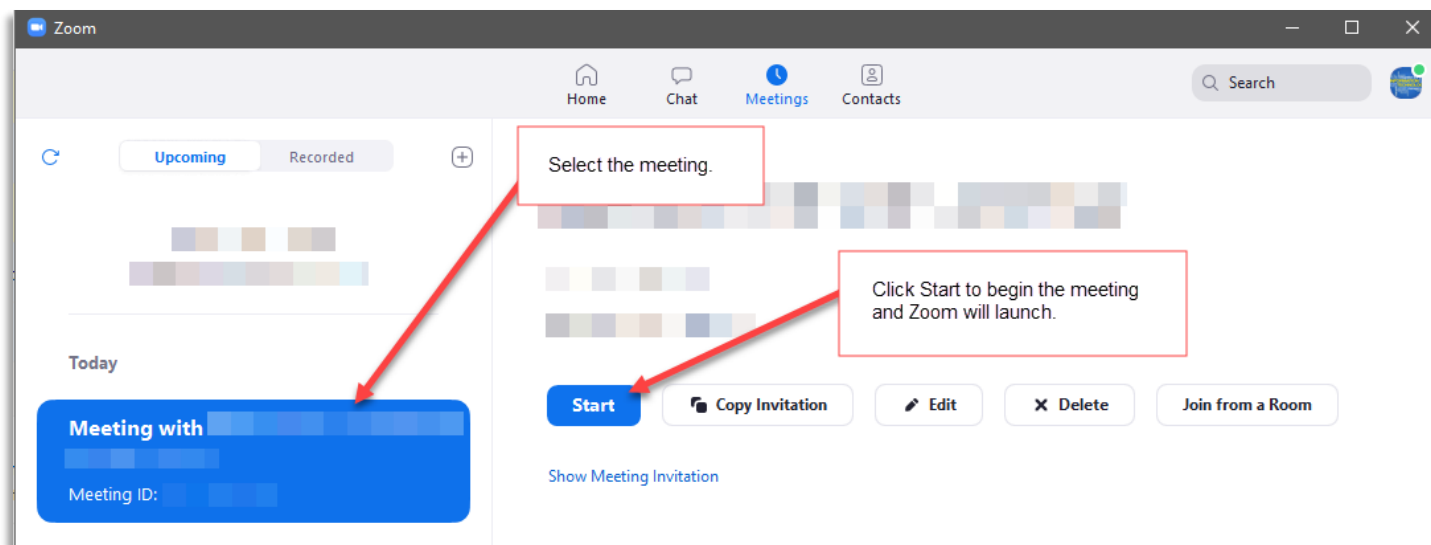 Zoom
Home Chat Meetings Contacts
Search
Upcoming Recorded
Select the meeting.
Click Start to begin the meeting
and Zoom will launch.
Today
Meeting with
Meeting ID:
Start Copy Invitation Edit Delete Join from a Room
Show Meeting Invitation